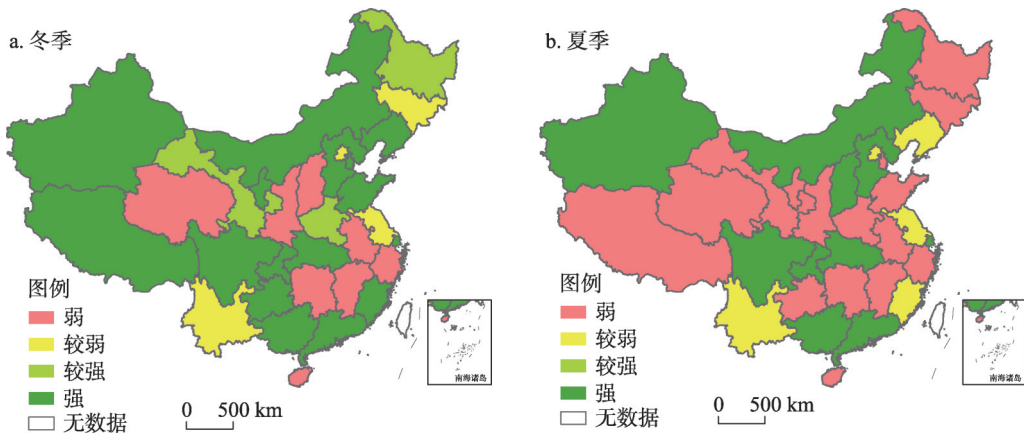 a. 冬季
图例
弱
较弱
较强
强
无数据
0 500 km
南海诸岛
b. 夏季
图例
弱
较弱
较强
强
无数据
0 500 km
南海诸岛